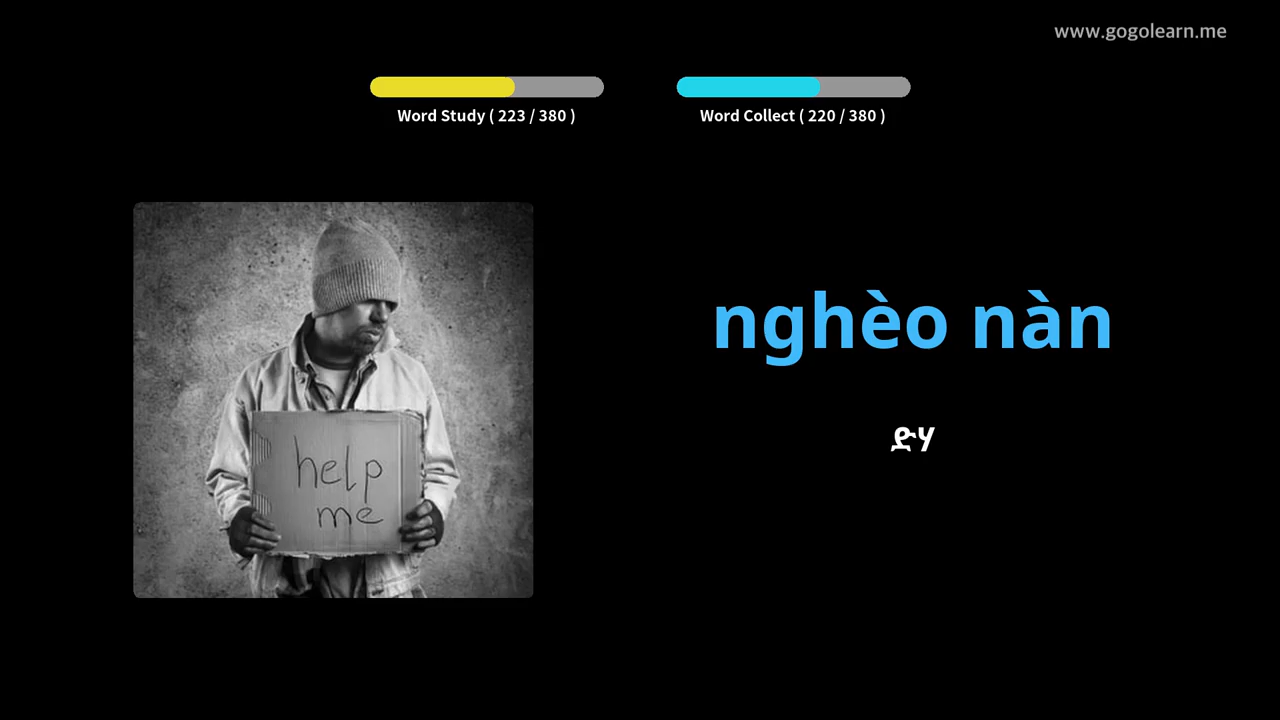 www.gogolearn.me
Word Study ( 223 / 380 )
Word Collect ( 220 / 380 )
help
me
nghèo nàn
ድሃ